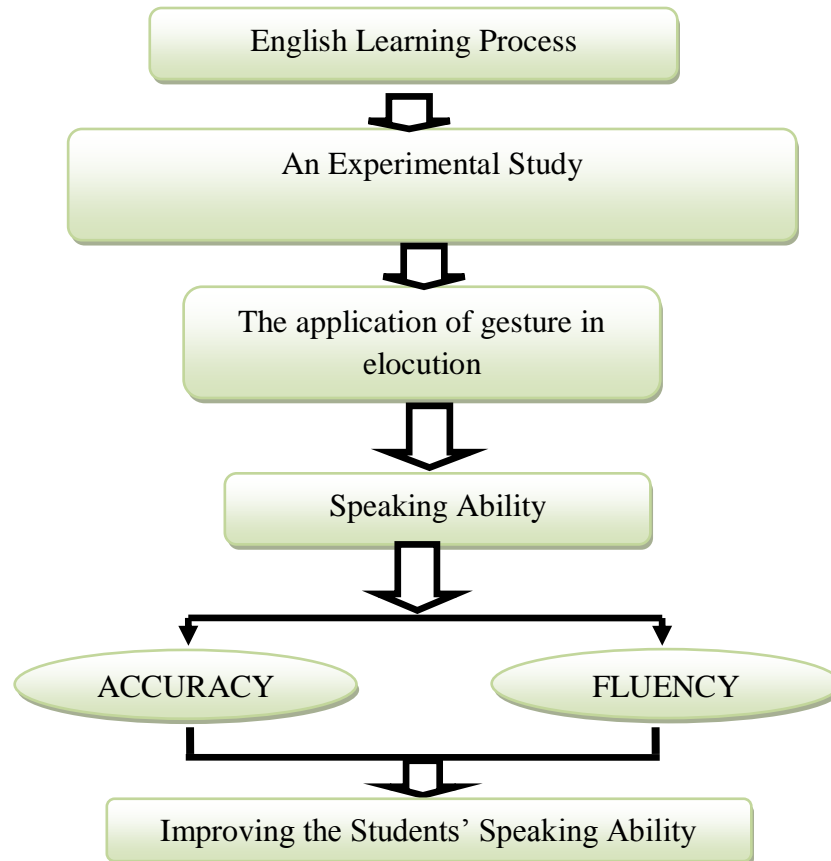 English Learning Process
An Experimental Study
The application of gesture in
elocution
Speaking Ability
ACCURACY
FLUENCY
Improving the Students’ Speaking Ability